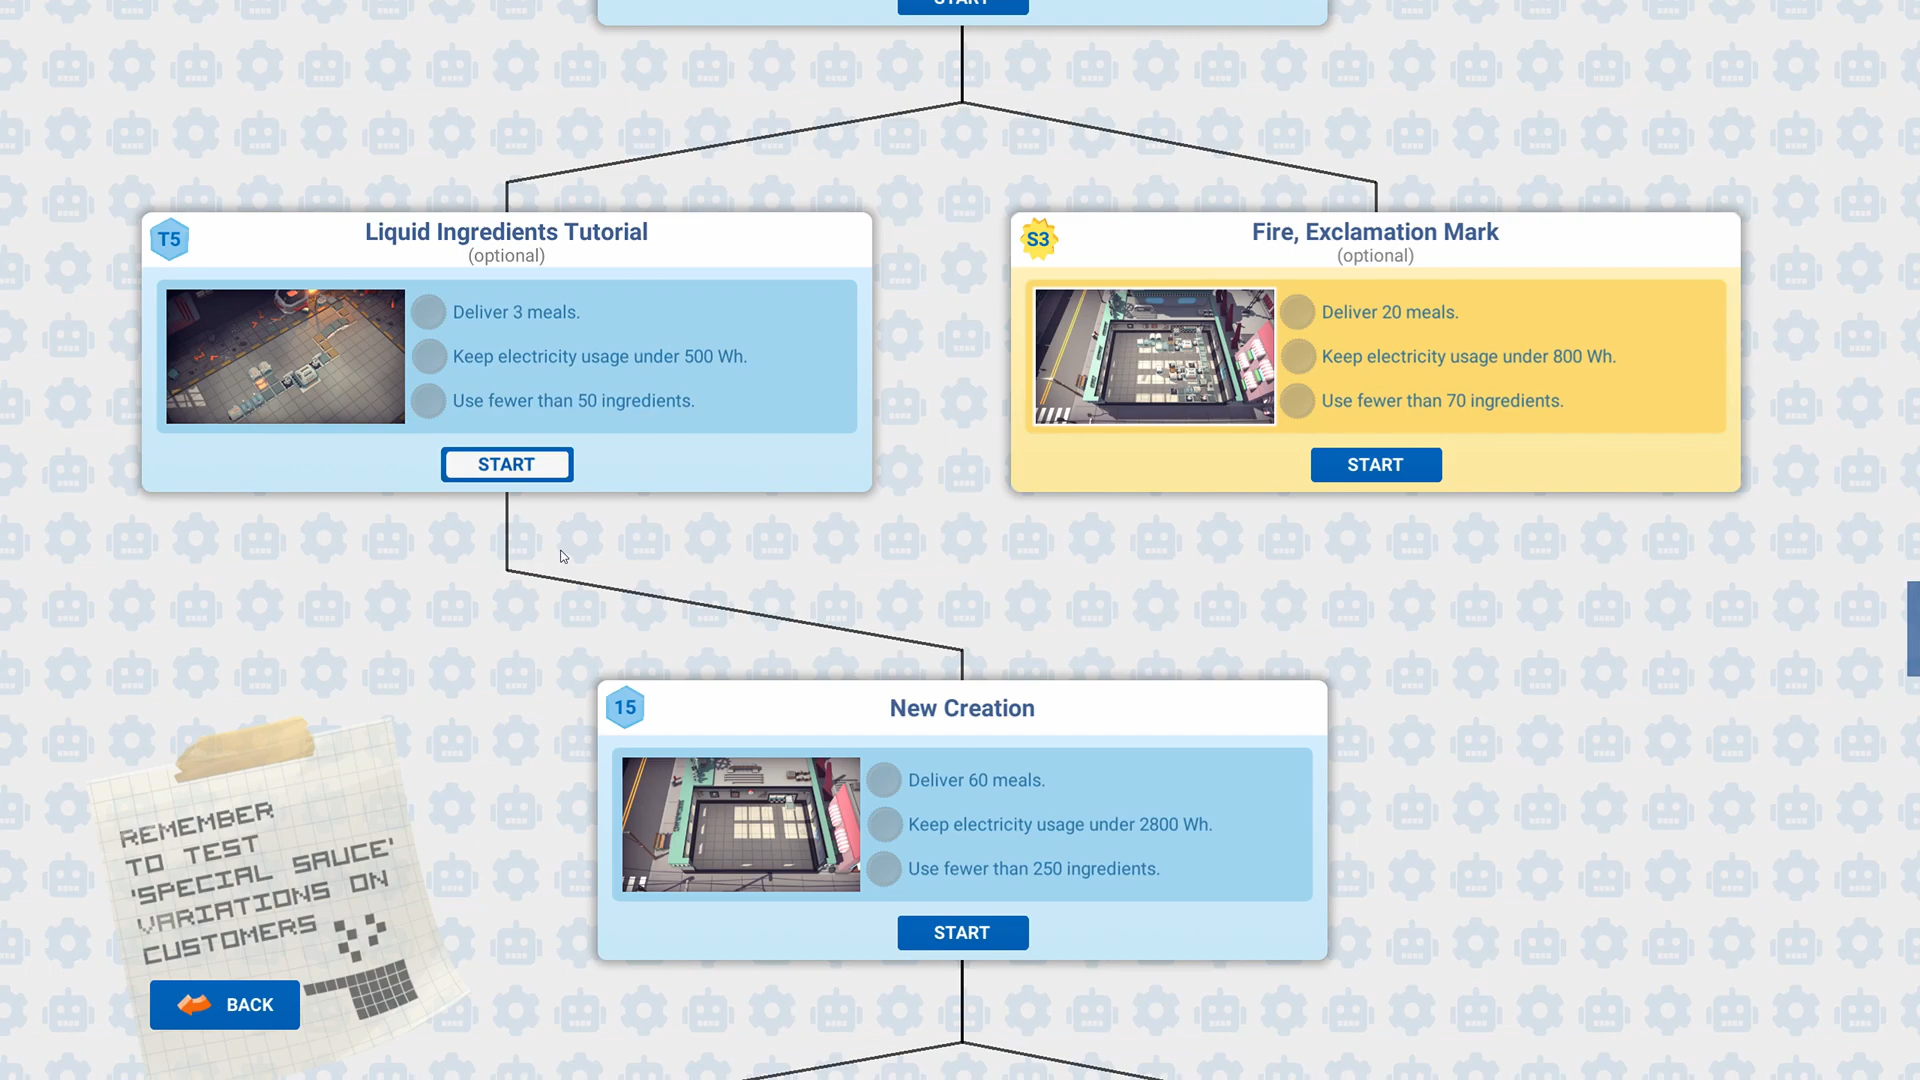 START
T5
Liquid Ingredients Tutorial
(optional)
Deliver 3 meals.
Keep electricity usage under 500 Wh.
Use fewer than 50 ingredients.
START
S3
Fire, Exclamation Mark
(optional)
Deliver 20 meals.
Keep electricity usage under 800 Wh.
Use fewer than 70 ingredients.
START
15
New Creation
Deliver 60 meals.
Keep electricity usage under 2800 Wh.
Use fewer than 250 ingredients.
START
REMEMBER
TO TEST
'SPECIAL SAUCE'
VARIATIONS ON
CUSTOMERS
BACK